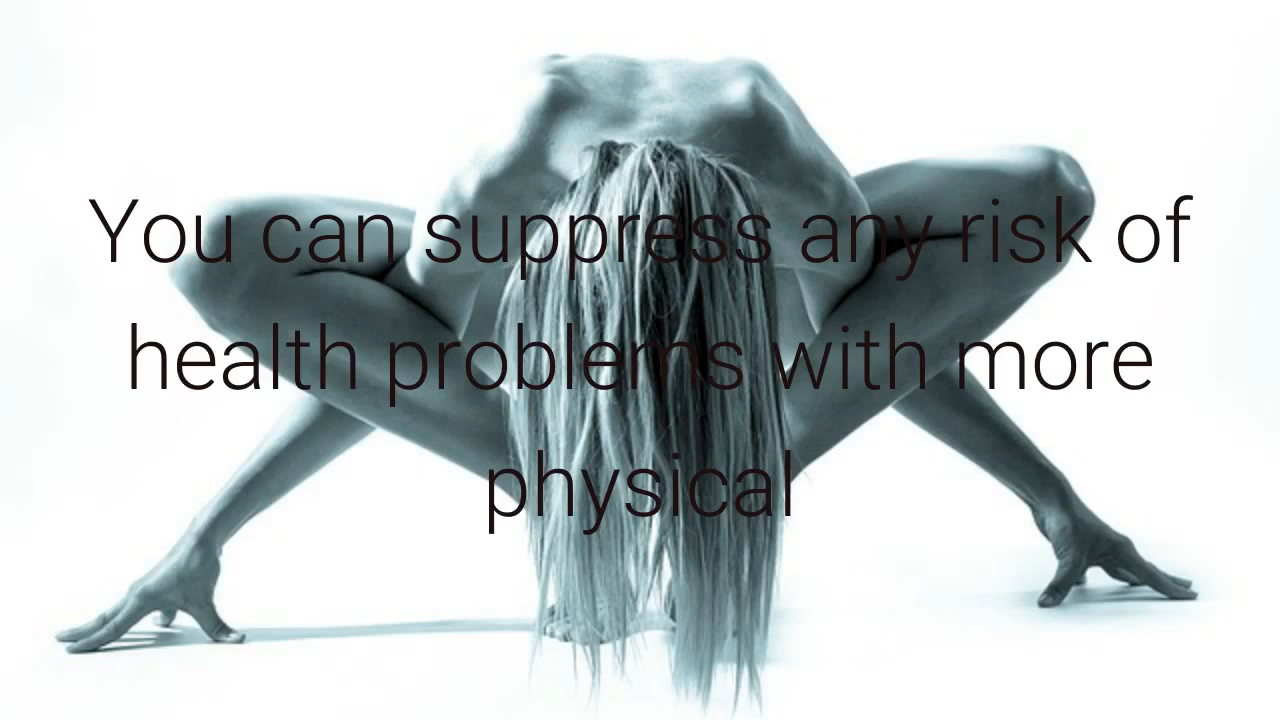 You can suppress any risk of
health problems with more
physical